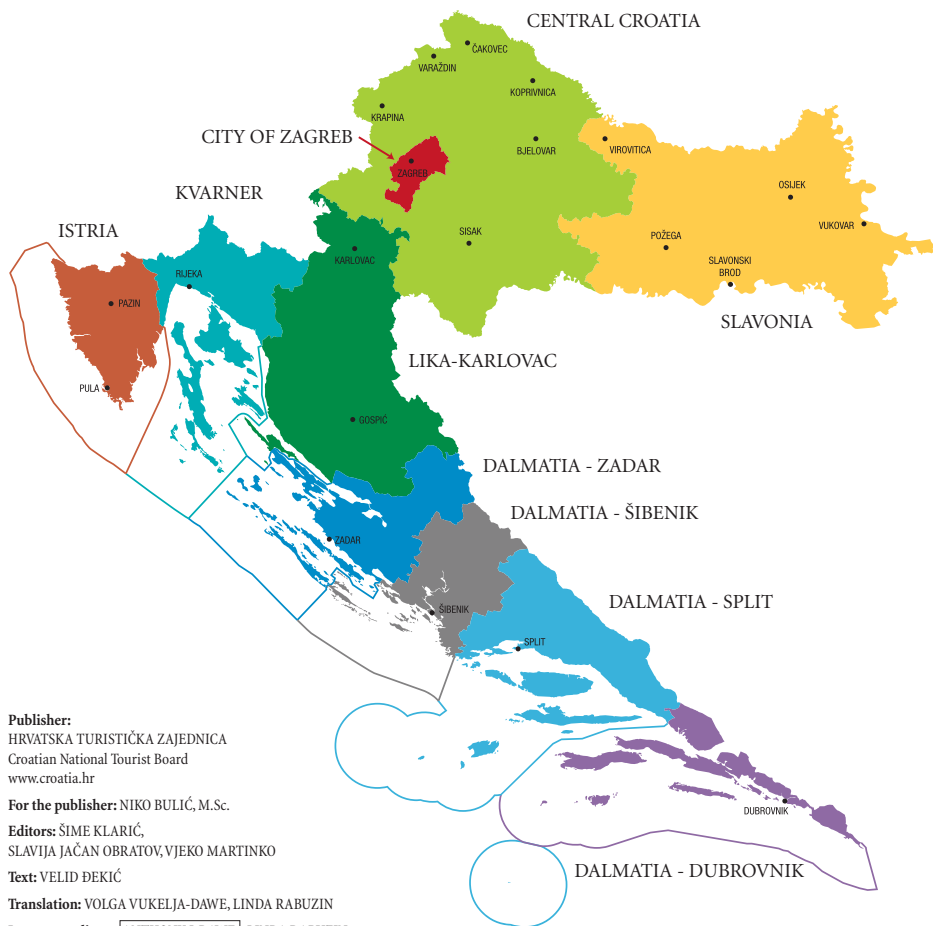 CENTRAL CROATIA
ČAKOVEC
VARAŽDIN
KOPRIVNICA
KRAPINA
CITY OF ZAGREB
BJELOVAR
VIROVITICA
ZAGREB
KVARNER
OSIJEK
ISTRIA
VUKOVAR
SISAK
POŽEGA
KARLOVAC
SLAVONSKI
BROD
RIJEKA
PAZIN
SLAVONIA
LIKA-KARLOVAC
PULA
GOSPIĆ
DALMATIA - ZADAR
DALMATIA - ŠIBENIK
ZADAR
DALMATIA - SPLIT
ŠIBENIK
SPLIT
DUBROVNIK
DALMATIA - DUBROVNIK
Publisher:
HRVATSKA TURISTIČKA ZAJEDNICA
Croatian National Tourist Board
www.croatia.hr
For the publisher: NIKO BULIĆ, M.Sc.
Editors: ŠIME KLARIĆ,
SLAVIJA JAČAN OBRATOV, VJEKO MARTINKO
Text: VELID ĐEKIĆ
Translation: VOLGA VUKELJA-DAWE, LINDA RABUZIN